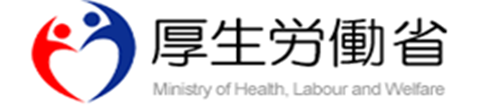 厚生労働省
Ministry of Health, Labour and Welfare